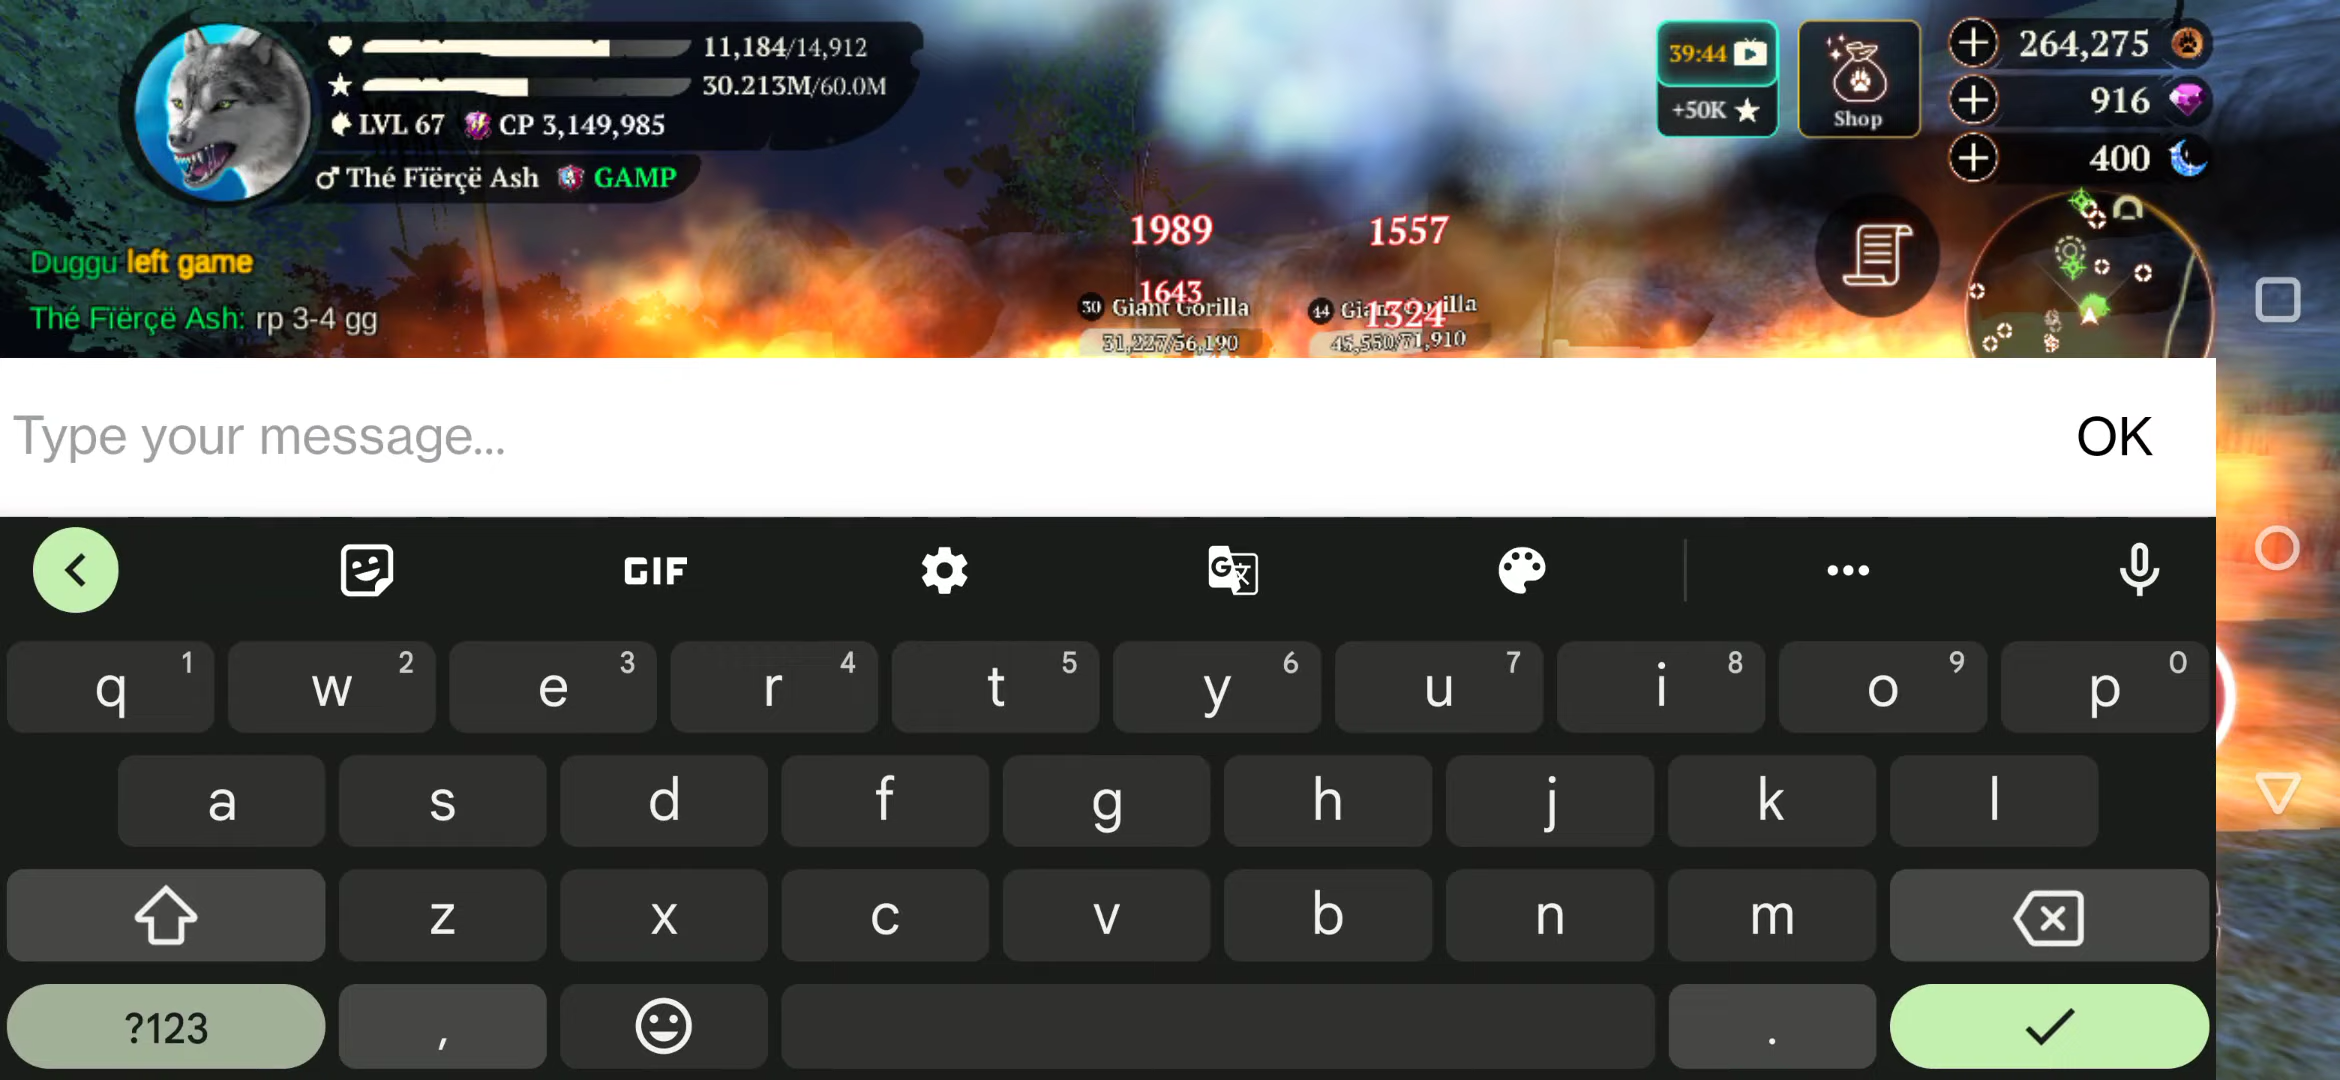 11,184/14,912
30.213M/60.0M
LVL 67 CP 3,149,985
Thé Fïërçë Ash GAMP
39:44
+50K
Shop
264,275
916
400
Duggu left game
Thé Fïërçë Ash: rp 3-4 gg
1989
1557
1643
1324
30 Giant Gorilla
44
31,227/56,190
45,550/71,910
Type your message...
OK
GIF
G文
q 1 w 2 e 3 r 4 t 5 y 6 u 7 i 8 o 9 p 0
a s d f g h j k l
z x c v b n m
?123 , .